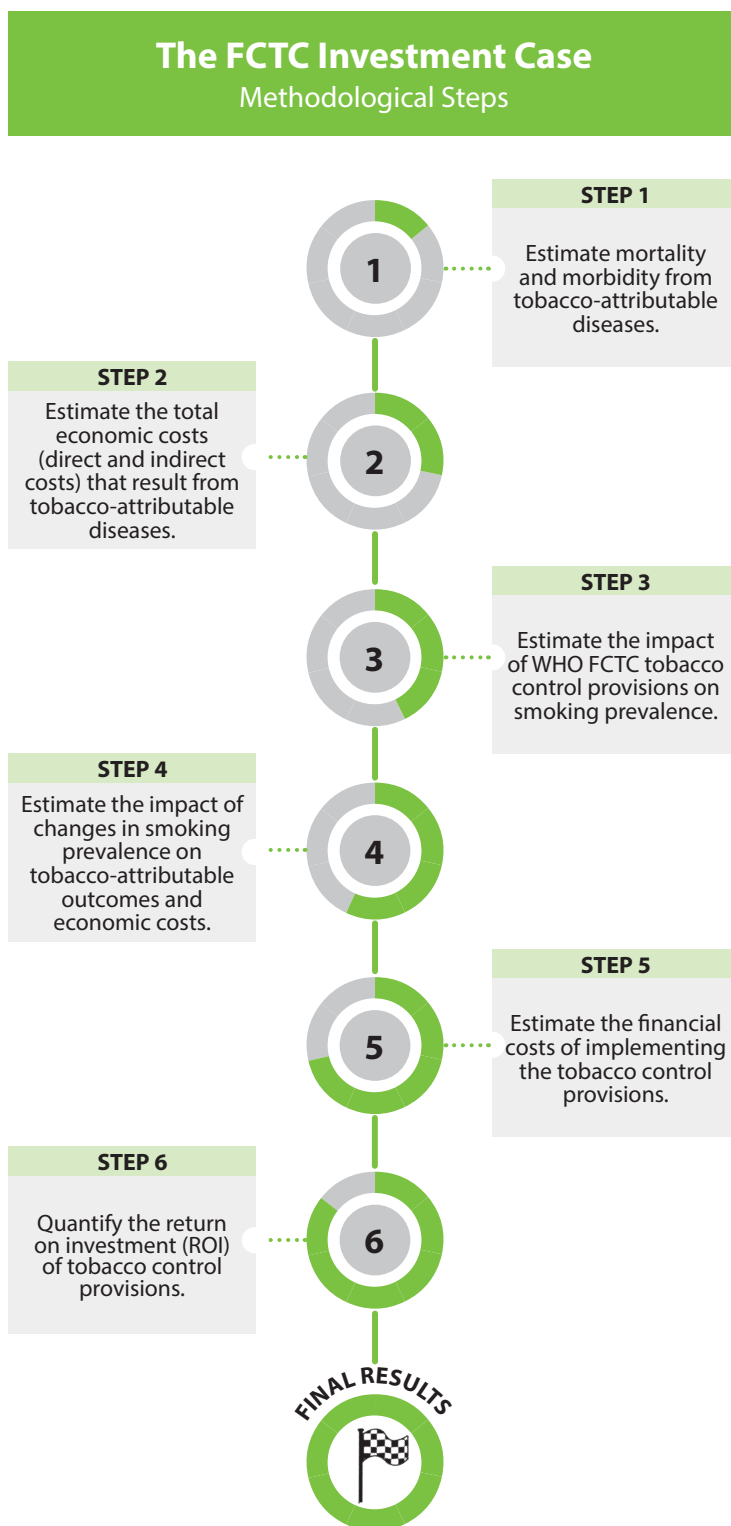 The FCTC Investment Case
Methodological Steps
1
STEP 1
Estimate mortality
and morbidity from
tobacco-attributable
diseases.
STEP 2
Estimate the total
economic costs
(direct and indirect
costs) that result from
tobacco-attributable
diseases.
2
3
STEP 3
Estimate the impact
of WHO FCTC tobacco
control provisions on
smoking prevalence.
STEP 4
Estimate the impact of
changes in smoking
prevalence on
tobacco-attributable
outcomes and
economic costs.
4
5
STEP 5
Estimate the financial
costs of implementing
the tobacco control
provisions.
STEP 6
Quantify the return
on investment (ROI)
of tobacco control
provisions.
6
FINAL RESULTS